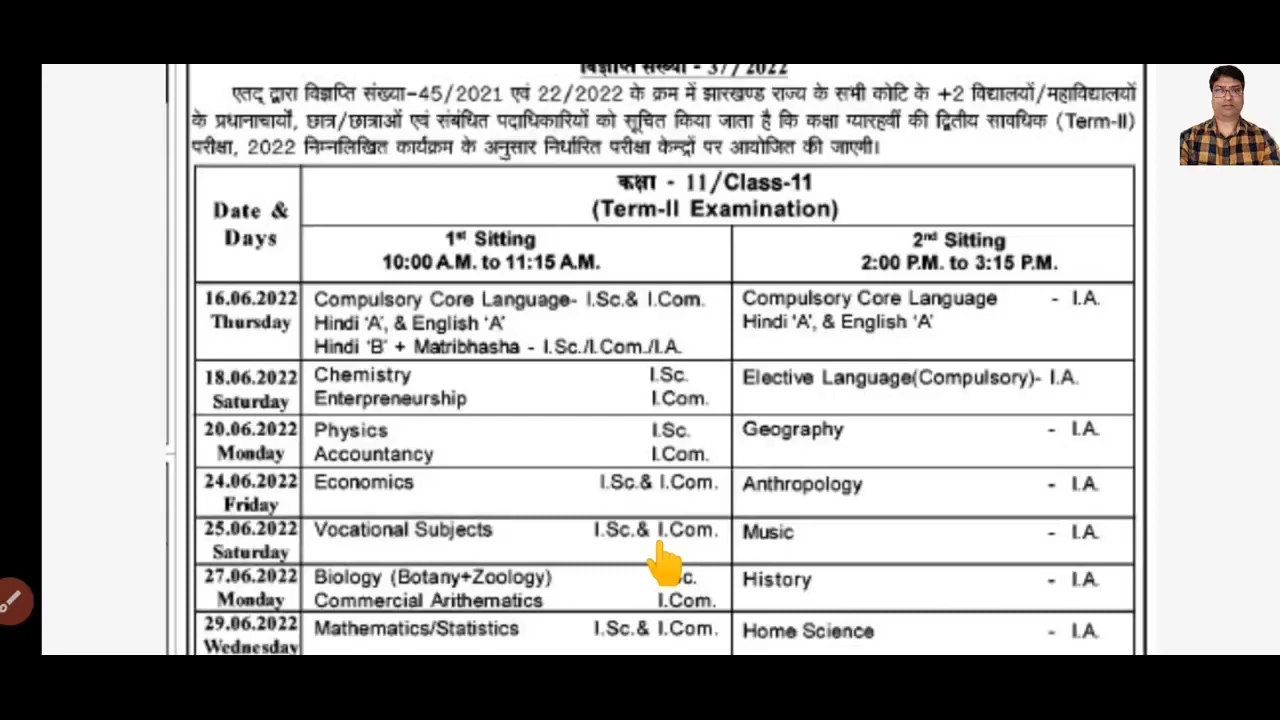 विज्ञप्ति संख्या - 37/2022
एतद् द्वारा विज्ञप्ति संख्या-45/2021 एवं 22/2022 के क्रम में झारखण्ड राज्य के सभी कोटि के +2 विद्यालयों/महाविद्यालयों
के प्रधानाचार्यो, छात्र/छात्राओं एवं संबंधित पदाधिकारियों को सूचित किया जाता है कि कक्षा ग्यारहवीं की द्वितीय सावधिक (Term-II)
परीक्षा, 2022 निम्नलिखित कार्यक्रम के अनुसार निर्धारित परीक्षा केन्द्रों पर आयोजित की जाएगी।
Date & Days
कक्षा - 11/Class-11
(Term-II Examination)
1st Sitting
10:00 A.M. to 11:15 A.M.
2nd Sitting
2:00 P.M. to 3:15 P.M.
16.06.2022 Thursday
Compulsory Core Language- I.Sc.& I.Com.
Hindi ‘A’, & English ‘A’
Hindi ‘B’ + Matribhasha - I.Sc./I.Com./I.A.
Compulsory Core Language - I.A.
Hindi ‘A’, & English ‘A’
18.06.2022 Saturday
Chemistry I.Sc.
Enterpreneurship I.Com.
Elective Language(Compulsory)- I.A.
20.06.2022 Monday
Physics I.Sc.
Accountancy I.Com.
Geography - I.A.
24.06.2022 Friday
Economics I.Sc.& I.Com.
Anthropology - I.A.
25.06.2022 Saturday
Vocational Subjects I.Sc.& I.Com.
Music - I.A.
27.06.2022 Monday
Biology (Botany+Zoology) Sc.
Commercial Arithematics I.Com.
History - I.A.
29.06.2022 Wednesday
Mathematics/Statistics I.Sc.& I.Com.
Home Science - I.A.